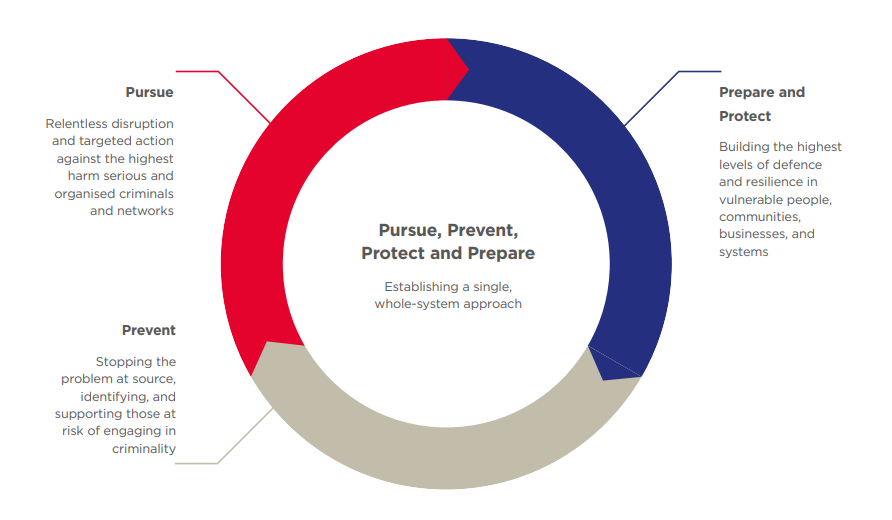 Pursue
Relentless disruption
and targeted action
against the highest
harm serious and
organised criminals
and networks
Prepare and
Protect
Building the highest
levels of defence
and resilience in
vulnerable people,
communities,
businesses, and
systems
Pursue, Prevent,
Protect and Prepare
Establishing a single,
whole-system approach
Prevent
Stopping the
problem at source,
identifying, and
supporting those at
risk of engaging in
criminality